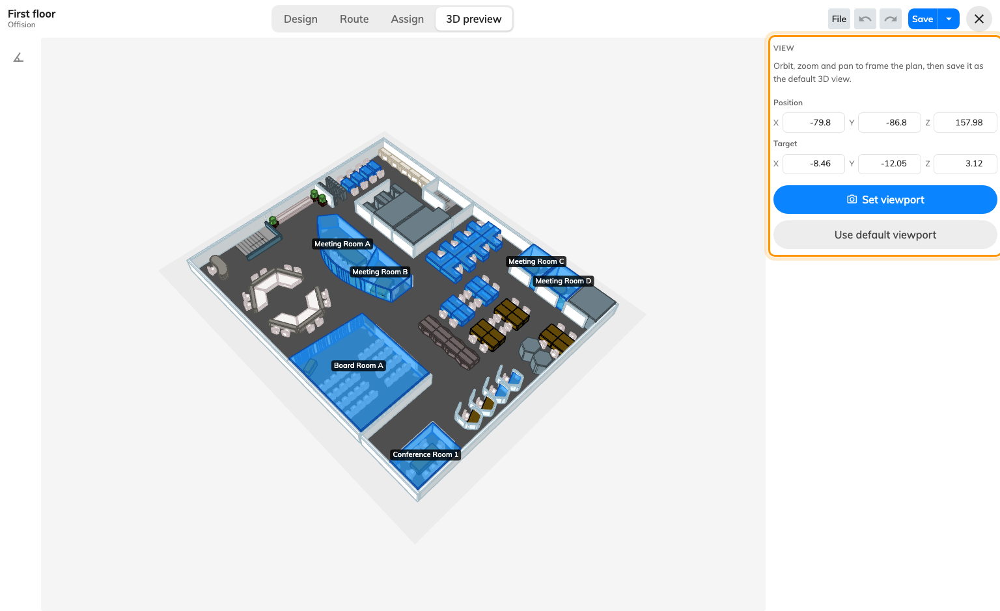 First floor
Offision
Design
Route
Assign
3D preview
File
Save
VIEW
Orbit, zoom and pan to frame the plan, then save it as
the default 3D view.
Position
X -79.8 Y -86.8 Z 157.98
Target
X -8.46 Y -12.05 Z 3.12
Set viewport
Use default viewport
Meeting Room A
Meeting Room B
Meeting Room C
Meeting Room D
Board Room A
Conference Room 1